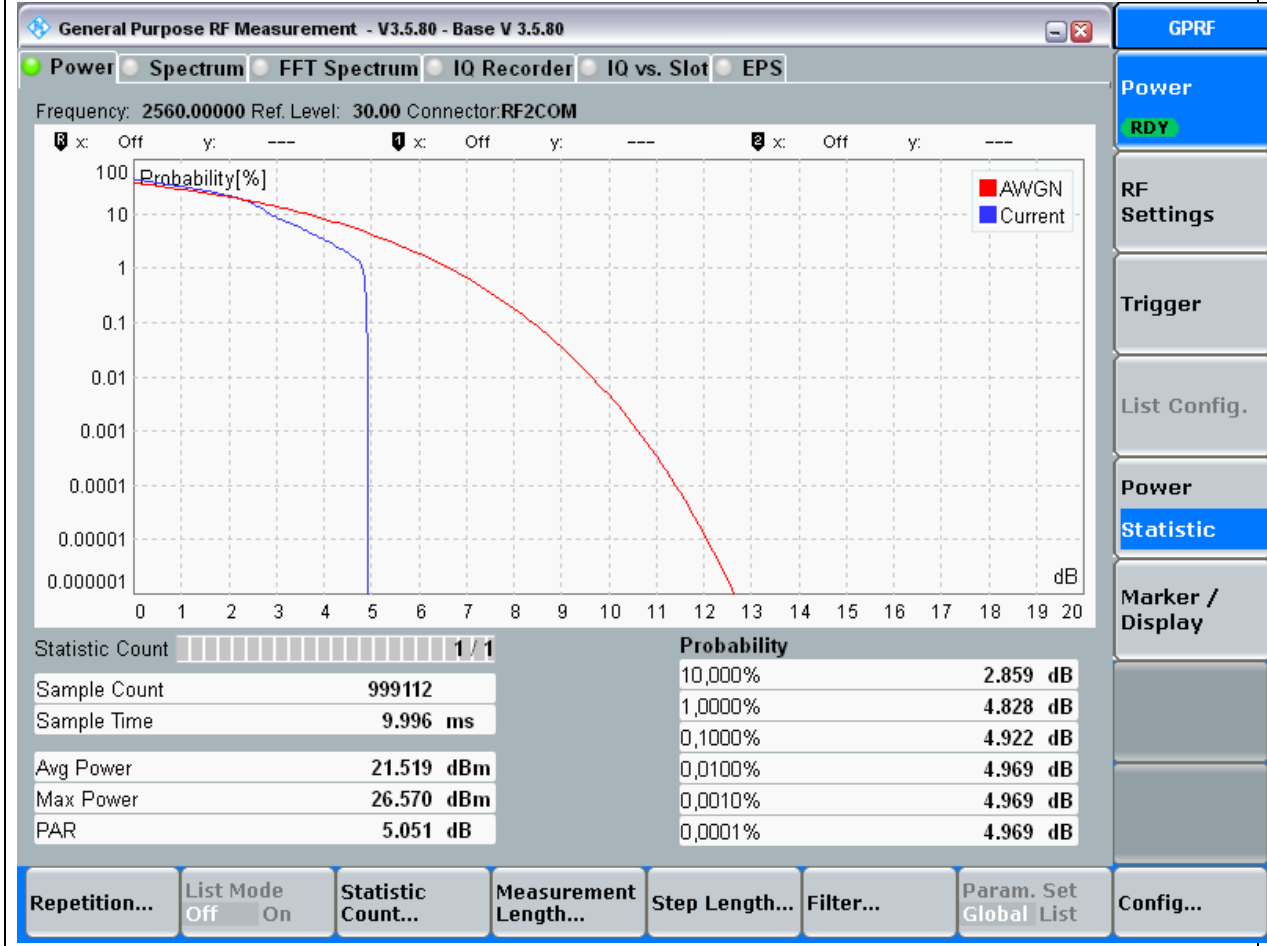 General Purpose RF Measurement - V3.5.80 - Base V 3.5.80
GPRF
Power Spectrum FFT Spectrum IQ Recorder IQ vs. Slot EPS
Frequency: 2560.00000 Ref. Level: 30.00 Connector:RF2COM
R x: Off y: --- 1 x: Off y: --- 2 x: Off y: ---
Probability[%]
100
10
1
0.1
0.01
0.001
0.0001
0.00001
0.000001
AWGN
Current
dB
0 1 2 3 4 5 6 7 8 9 10 11 12 13 14 15 16 17 18 19 20
Statistic Count 1 / 1
Sample Count 999112
Sample Time 9.996 ms
Avg Power 21.519 dBm
Max Power 26.570 dBm
PAR 5.051 dB
Probability
10,000% 2.859 dB
1,0000% 4.828 dB
0,1000% 4.922 dB
0,0100% 4.969 dB
0,0010% 4.969 dB
0,0001% 4.969 dB
Power
RDY
RF
Settings
Trigger
List Config.
Power
Statistic
Marker /
Display
Repetition...
List Mode
Off On
Statistic
Count...
Measurement
Length...
Step Length...
Filter...
Param. Set
Global List
Config...